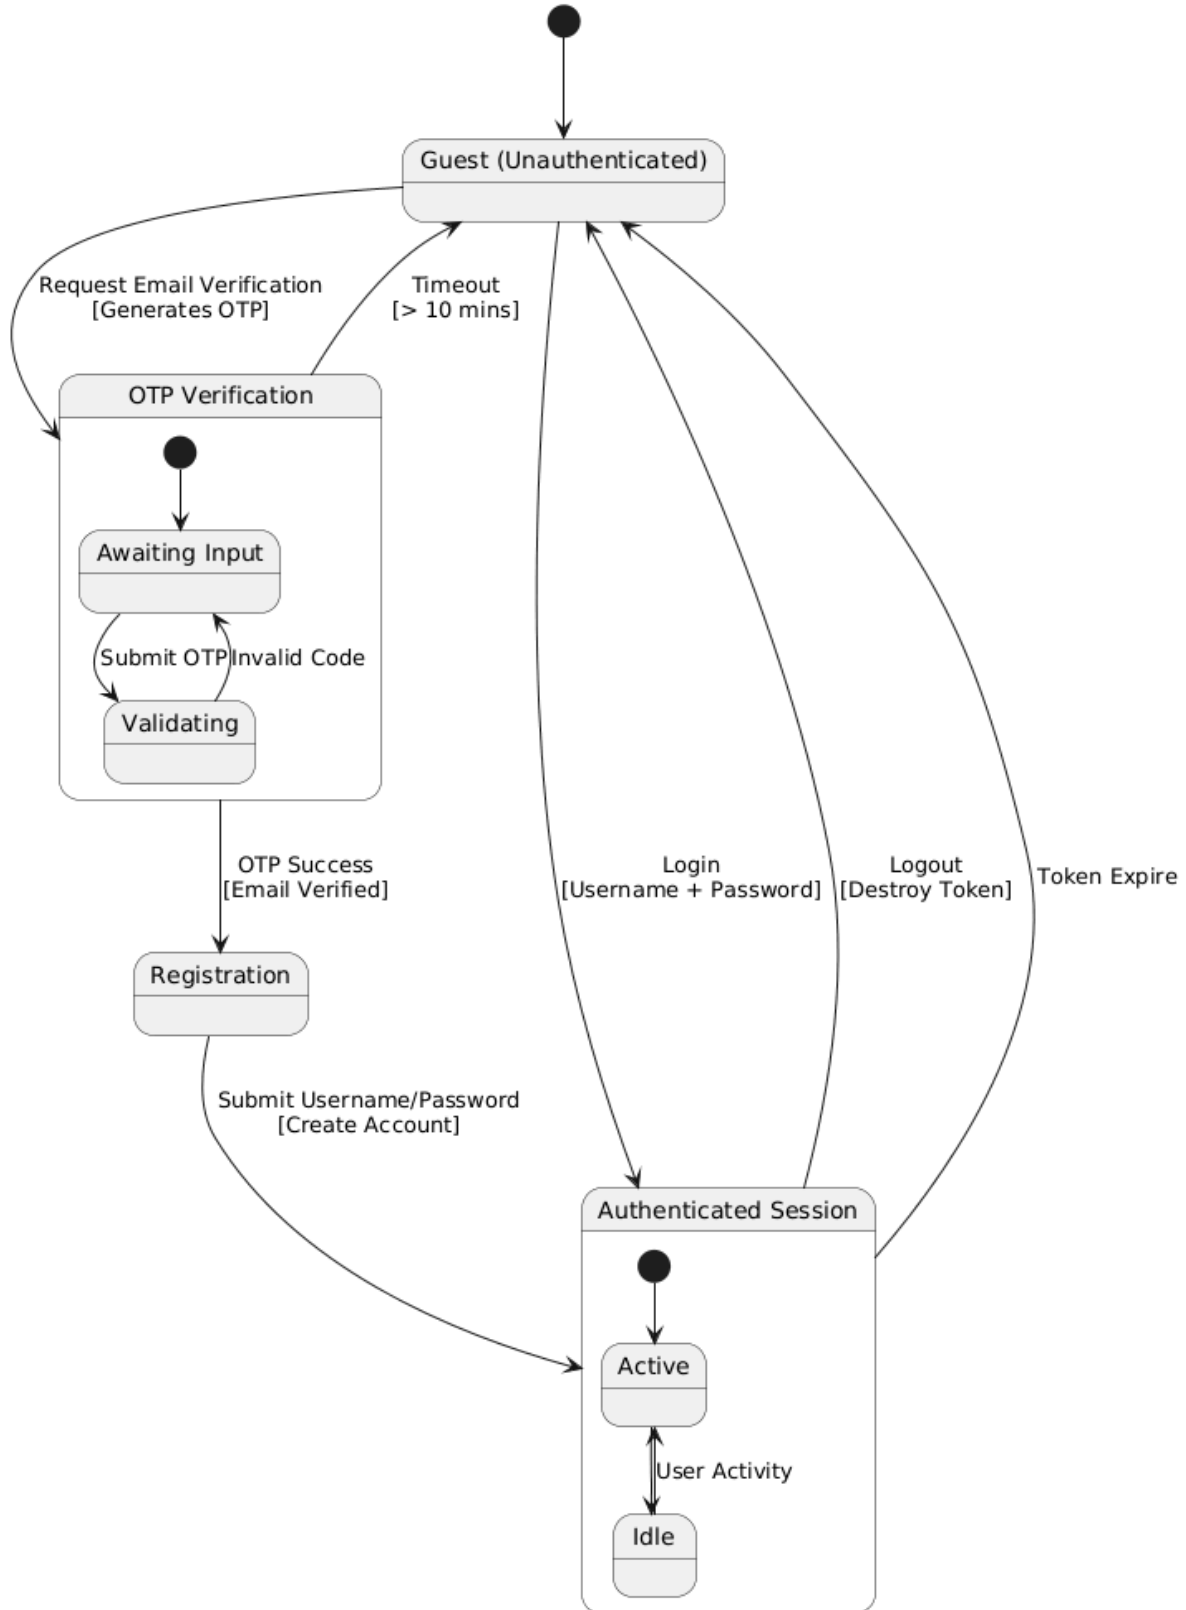 Guest (Unauthenticated)
Request Email Verification
[Generates OTP]
Timeout
[> 10 mins]
OTP Verification
Awaiting Input
Submit OTP
Invalid Code
Validating
OTP Success
[Email Verified]
Login
[Username + Password]
Logout
[Destroy Token]
Token Expire
Registration
Submit Username/Password
[Create Account]
Authenticated Session
Active
User Activity
Idle